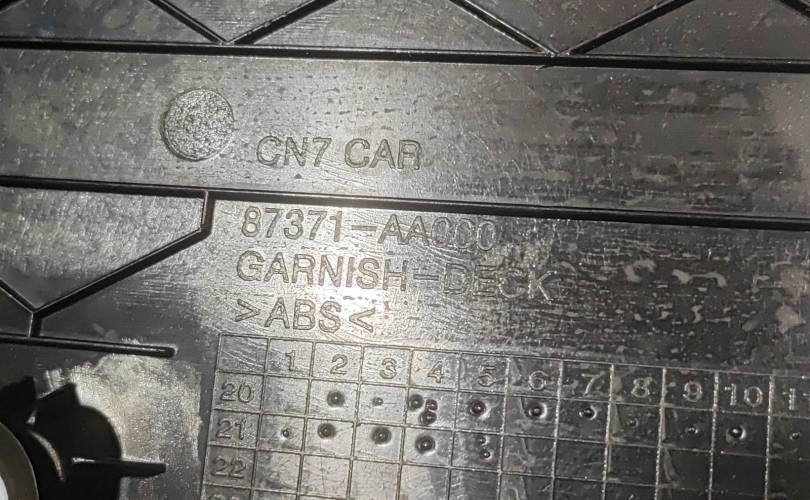 CN7 CAR
87371-AA000
GARNISH-DECK
>ABS<
1 2 3 4 5 6 7 8 9 10
20
21
22